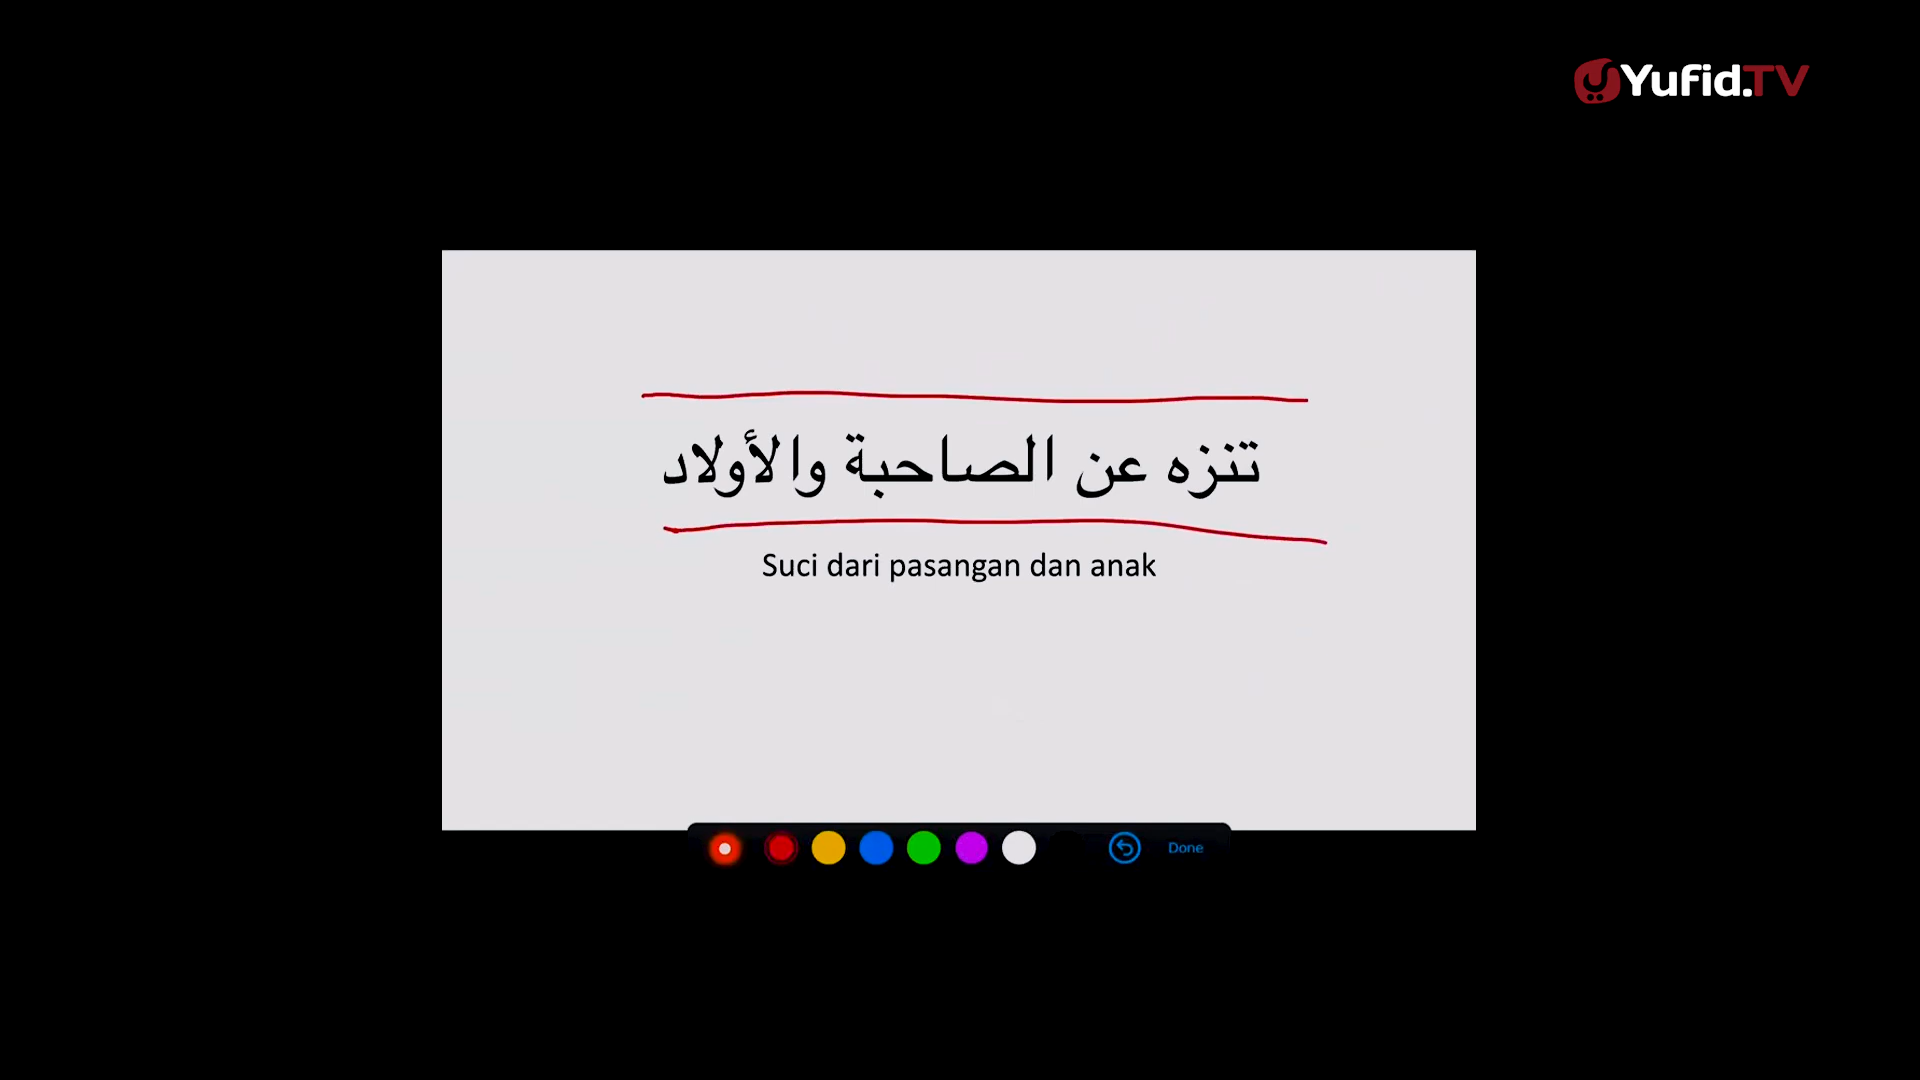 Yufid.TV
تنزه عن الصاحبة والأولاد
Suci dari pasangan dan anak
Done